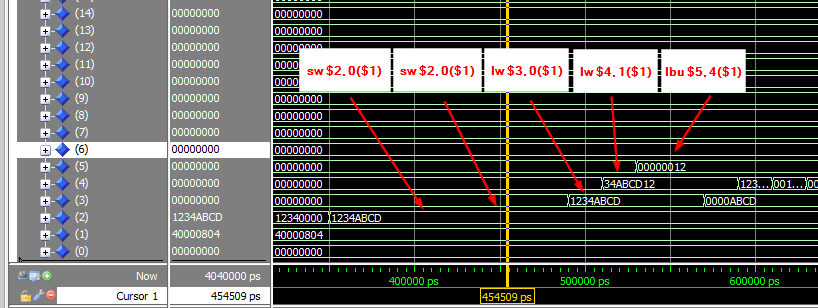 (14) 00000000 00000000
(13) 00000000 00000000
(12) 00000000 00000000
(11) 00000000
(10) 00000000
(9) 00000000 00000000
(8) 00000000 00000000
(7) 00000000 00000000
(6) 00000000 00000000
(5) 00000000 00000000 00000012
(4) 00000000 00000000 34ABCD12 123... 001...
(3) 00000000 00000000 1234ABCD 0000ABCD
(2) 1234ABCD 12340000 1234ABCD
(1) 40000804 40000804
(0) 00000000 00000000
sw $2.0($1) sw $2.0($1) lw $3.0($1) lw $4.1($1) lbu $5.4($1)
Now 4040000 ps 400000 ps 500000 ps 600000 ps
Cursor 1 454509 ps 454509 ps